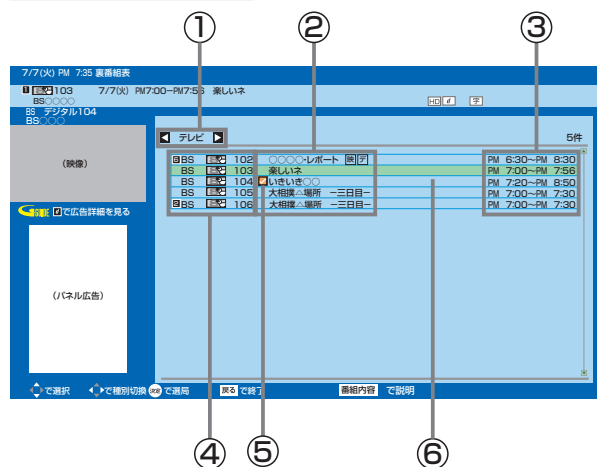 ① ② ③
7/7(火) PM 7:35 裏番組表
1 103 7/7(火) PM7:00-PM7:56 楽しいネ
BS○○○○ HD 字
BS デジタル104
BS○○○
テレビ 5件
(映像)
BS 102 ○○○○・レポート 映 デ PM 6:30~PM 8:30
BS 103 楽しいネ PM 7:00~PM 7:56
BS 104 いきいき○○ PM 7:20~PM 8:50
BS 105 大相撲△場所 -三日目- PM 7:00~PM 7:30
2 BS 106 大相撲△場所 -三日目- PM 7:00~PM 7:30
GUIDE dで広告詳細を見る
(パネル広告)
で選択 で種別切換 決定 で選局 戻る で終了 番組内容 で説明
④ ⑤ ⑥